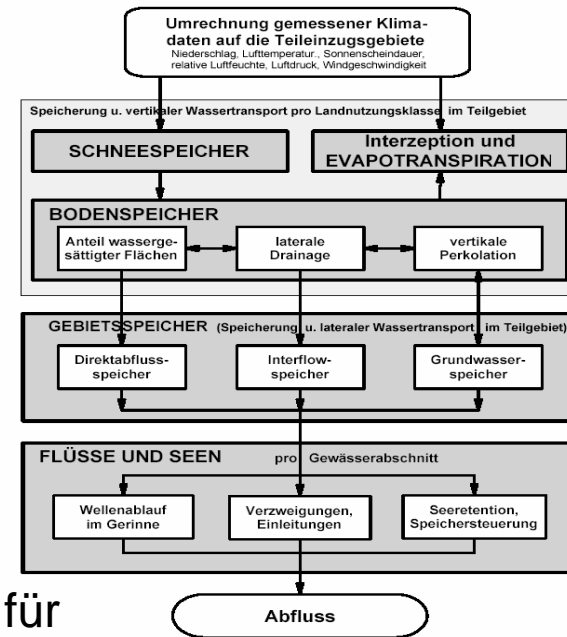 Umrechnung gemessener Klima-
daten auf die Teileinzugsgebiete
Niederschlag, Lufttemperatur., Sonnenscheindauer,
relative Luftfeuchte, Luftdruck, Windgeschwindigkeit
Speicherung u. vertikaler Wassertransport pro Landnutzungsklasse im Teilgebiet
SCHNEESPEICHER
Interzeption und
EVAPOTRANSPIRATION
BODENSPEICHER
Anteil wasserge-
sättigter Flächen
laterale
Drainage
vertikale
Perkolation
GEBIETSSPEICHER (Speicherung u. lateraler Wassertransport im Teilgebiet)
Direktabfluss-
speicher
Interflow-
speicher
Grundwasser-
speicher
FLÜSSE UND SEEN pro Gewässerabschnitt
Wellenablauf
im Gerinne
Verzweigungen,
Einleitungen
Seeretention,
Speichersteuerung
für
Abfluss